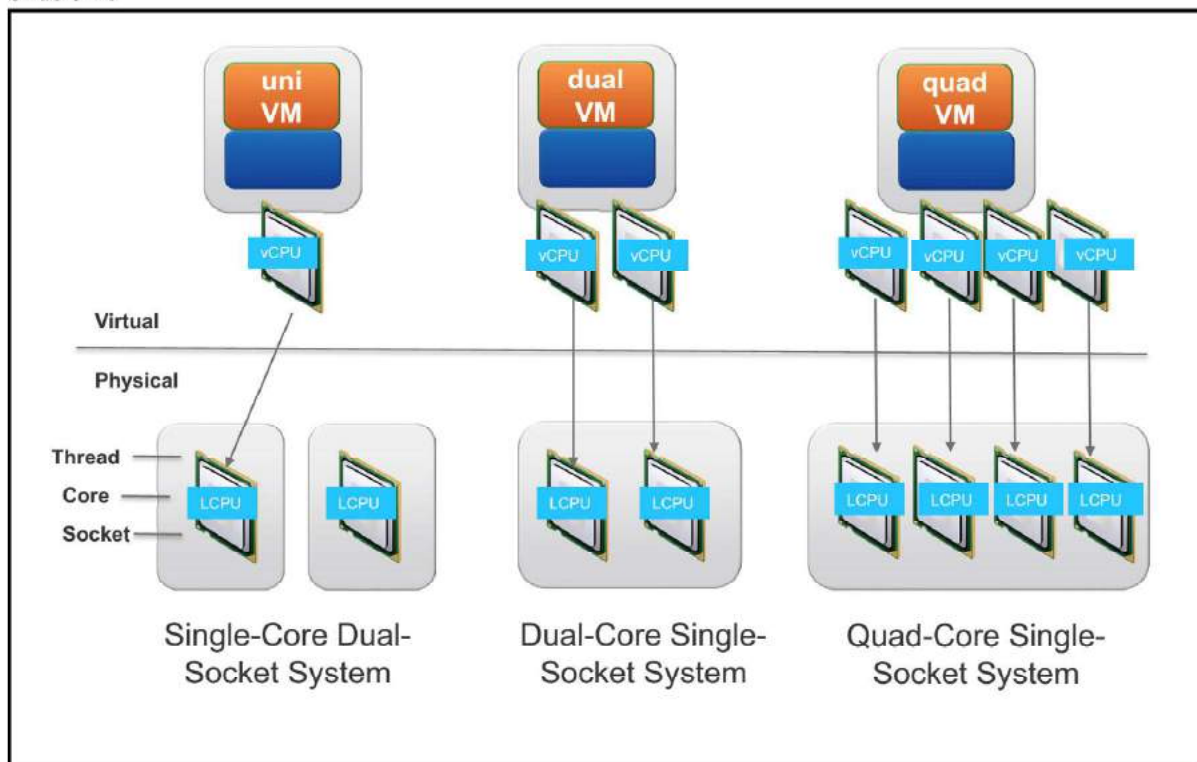 uni
VM
dual
VM
quad
VM
vCPU
vCPU
vCPU
vCPU
vCPU
vCPU
vCPU
Virtual
Physical
Thread
Core
Socket
LCPU
LCPU
LCPU
LCPU
LCPU
LCPU
LCPU
LCPU
Single-Core Dual-
Socket System
Dual-Core Single-
Socket System
Quad-Core Single-
Socket System